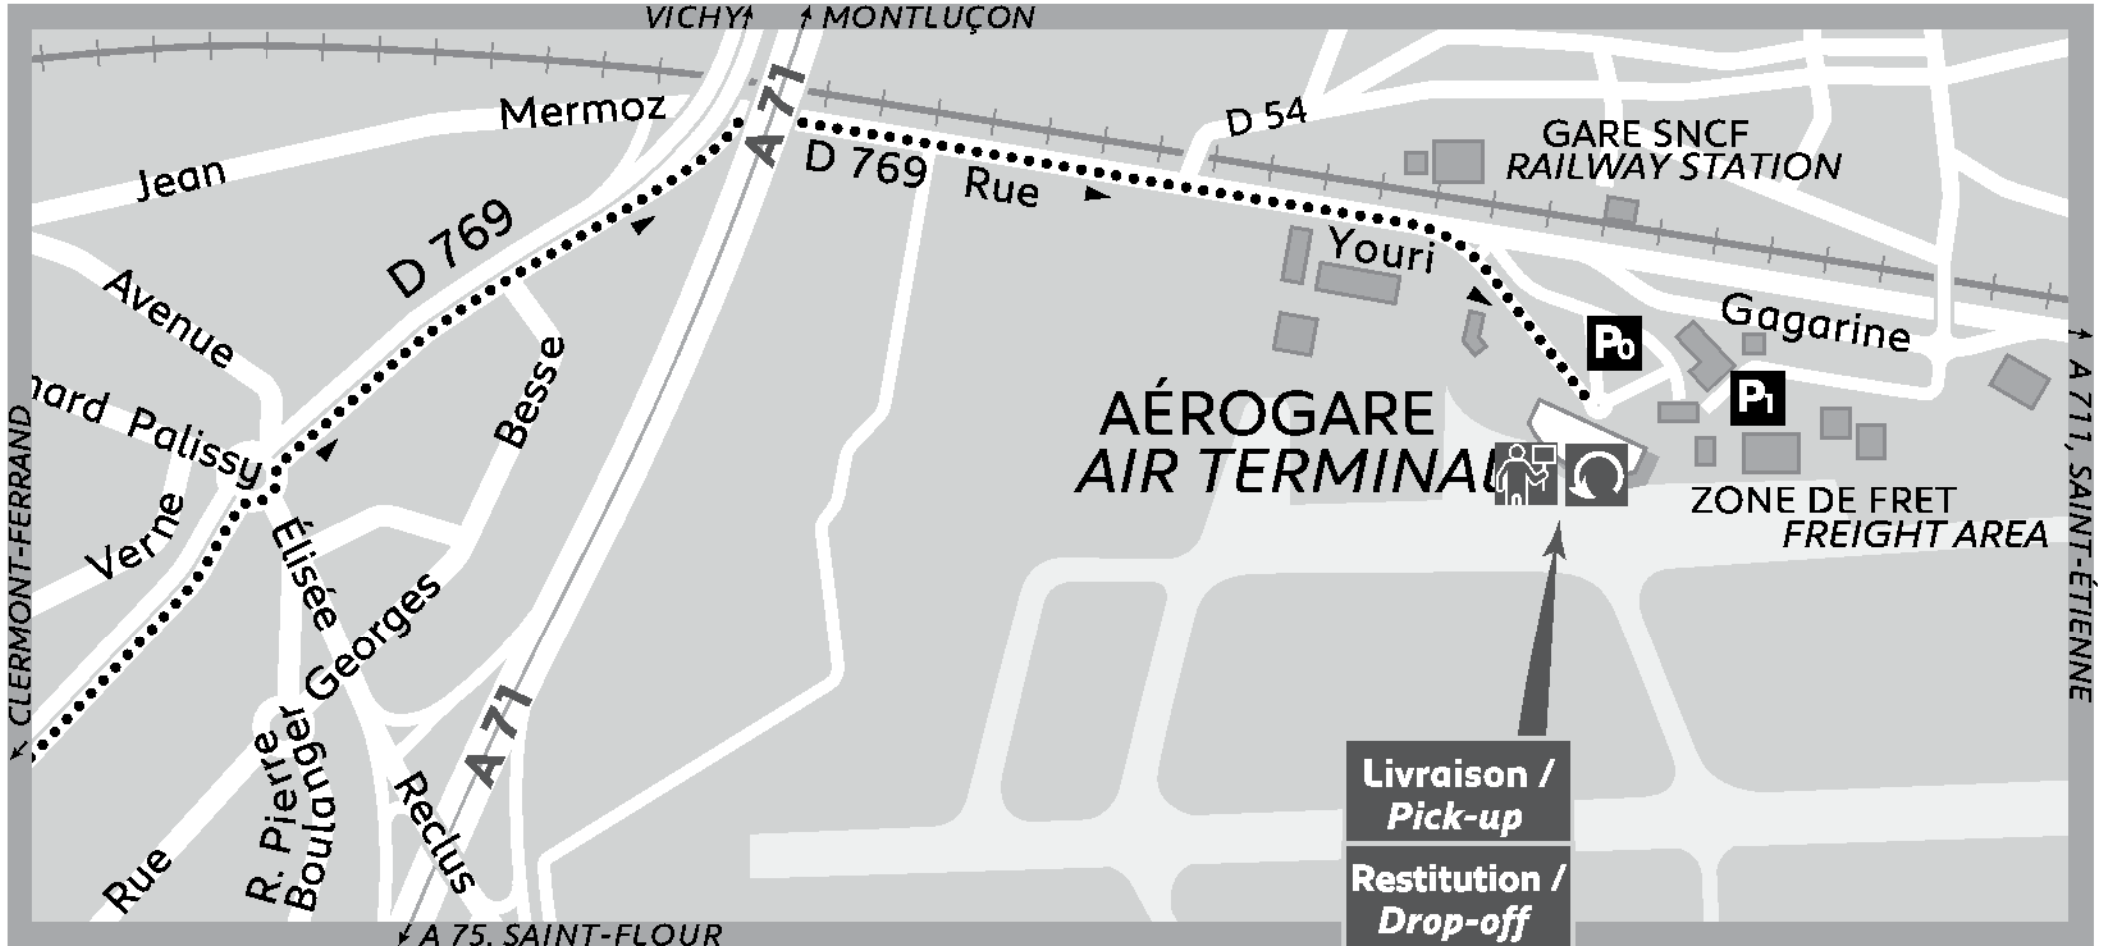 VICHY
MONTLUÇON
A 71
Mermoz
Jean
D 769
D 769
Rue
D 54
GARE SNCF
RAILWAY STATION
Youri
Gagarine
Avenue
Besse
P0
P1
nard Palissy
AÉROGARE
AIR TERMINAL
ZONE DE FRET
FREIGHT AREA
Verne
Élisée
Georges
CLERMONT-FERRAND
A 711, SAINT-ÉTIENNE
A 71
R. Pierre
Boulanger
Reclus
Rue
Livraison /
Pick-up
Restitution /
Drop-off
A 75, SAINT-FLOUR